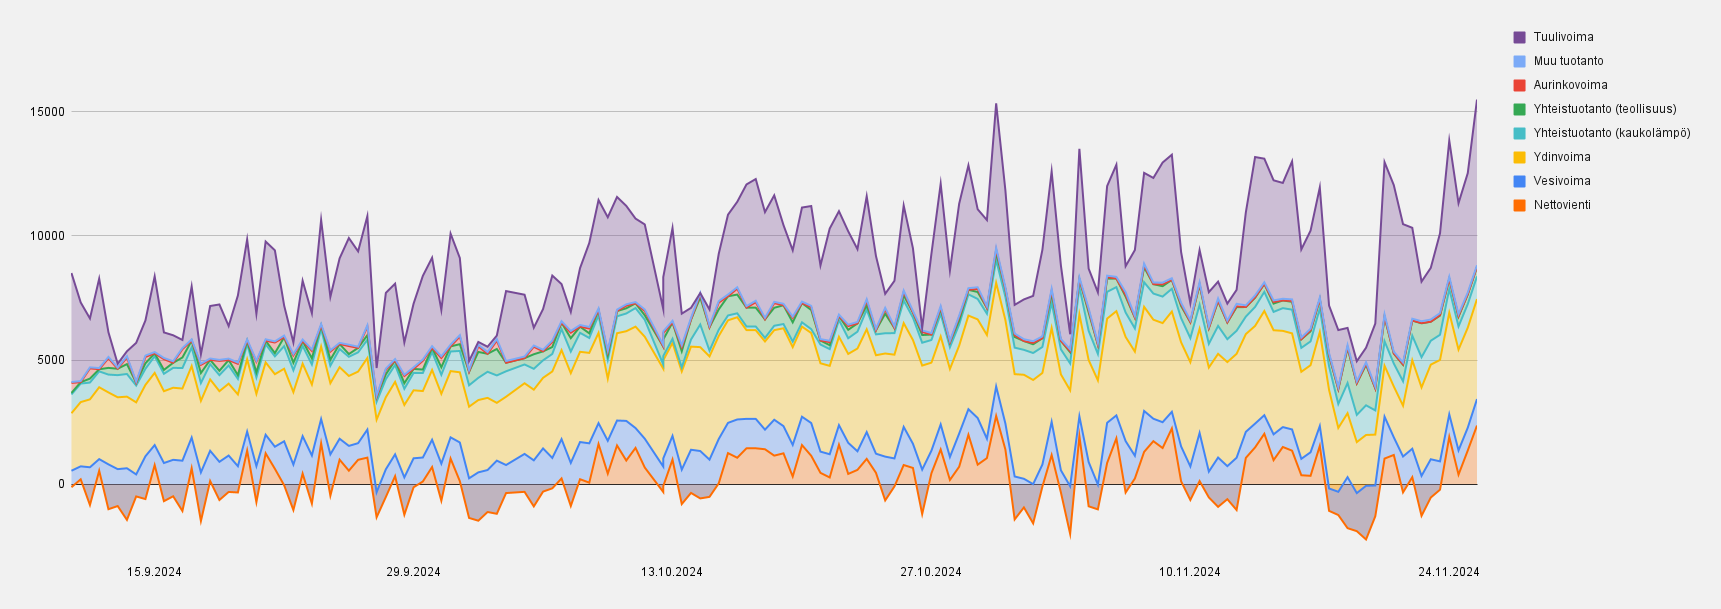 Tuulivoima
Muu tuotanto
Aurinkovoima
Yhteistuotanto (teollisuus)
Yhteistuotanto (kaukolämpö)
Ydinvoima
Vesivoima
Nettovienti
15000
10000
5000
0
15.9.2024 29.9.2024 13.10.2024 27.10.2024 10.11.2024 24.11.2024